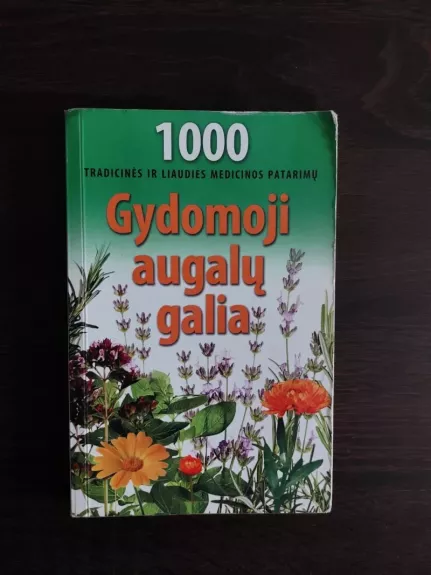 1000
TRADICINĖS IR LIAUDIES MEDICINOS PATARIMŲ
Gydomoji
augalų
galia